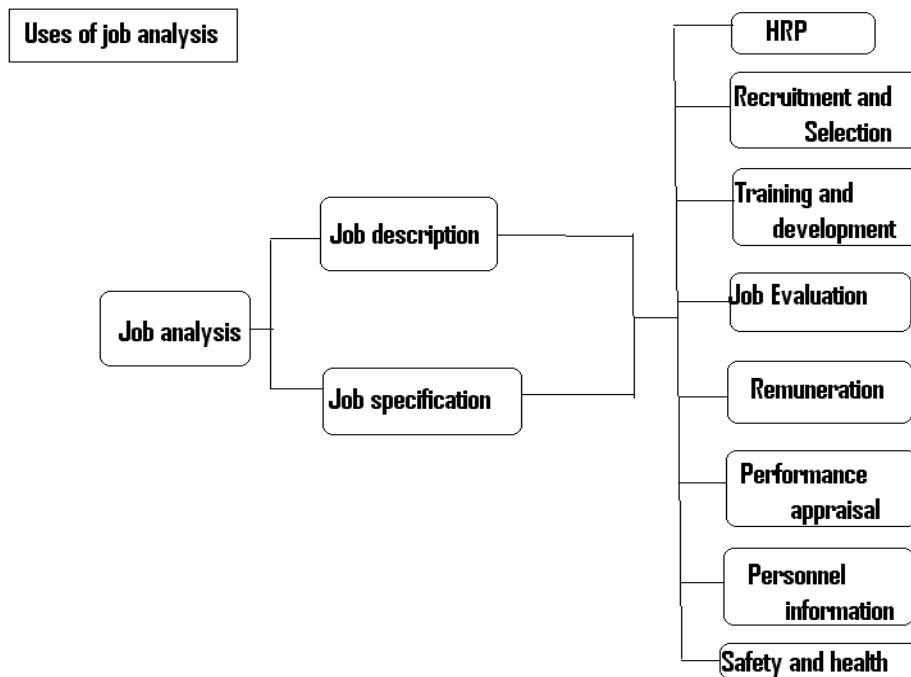 Uses of job analysis
HRP
Recruitment and
Selection
Training and
development
Job description
Job Evaluation
Job analysis
Job specification
Remuneration
Performance
appraisal
Personnel
information
Safety and health